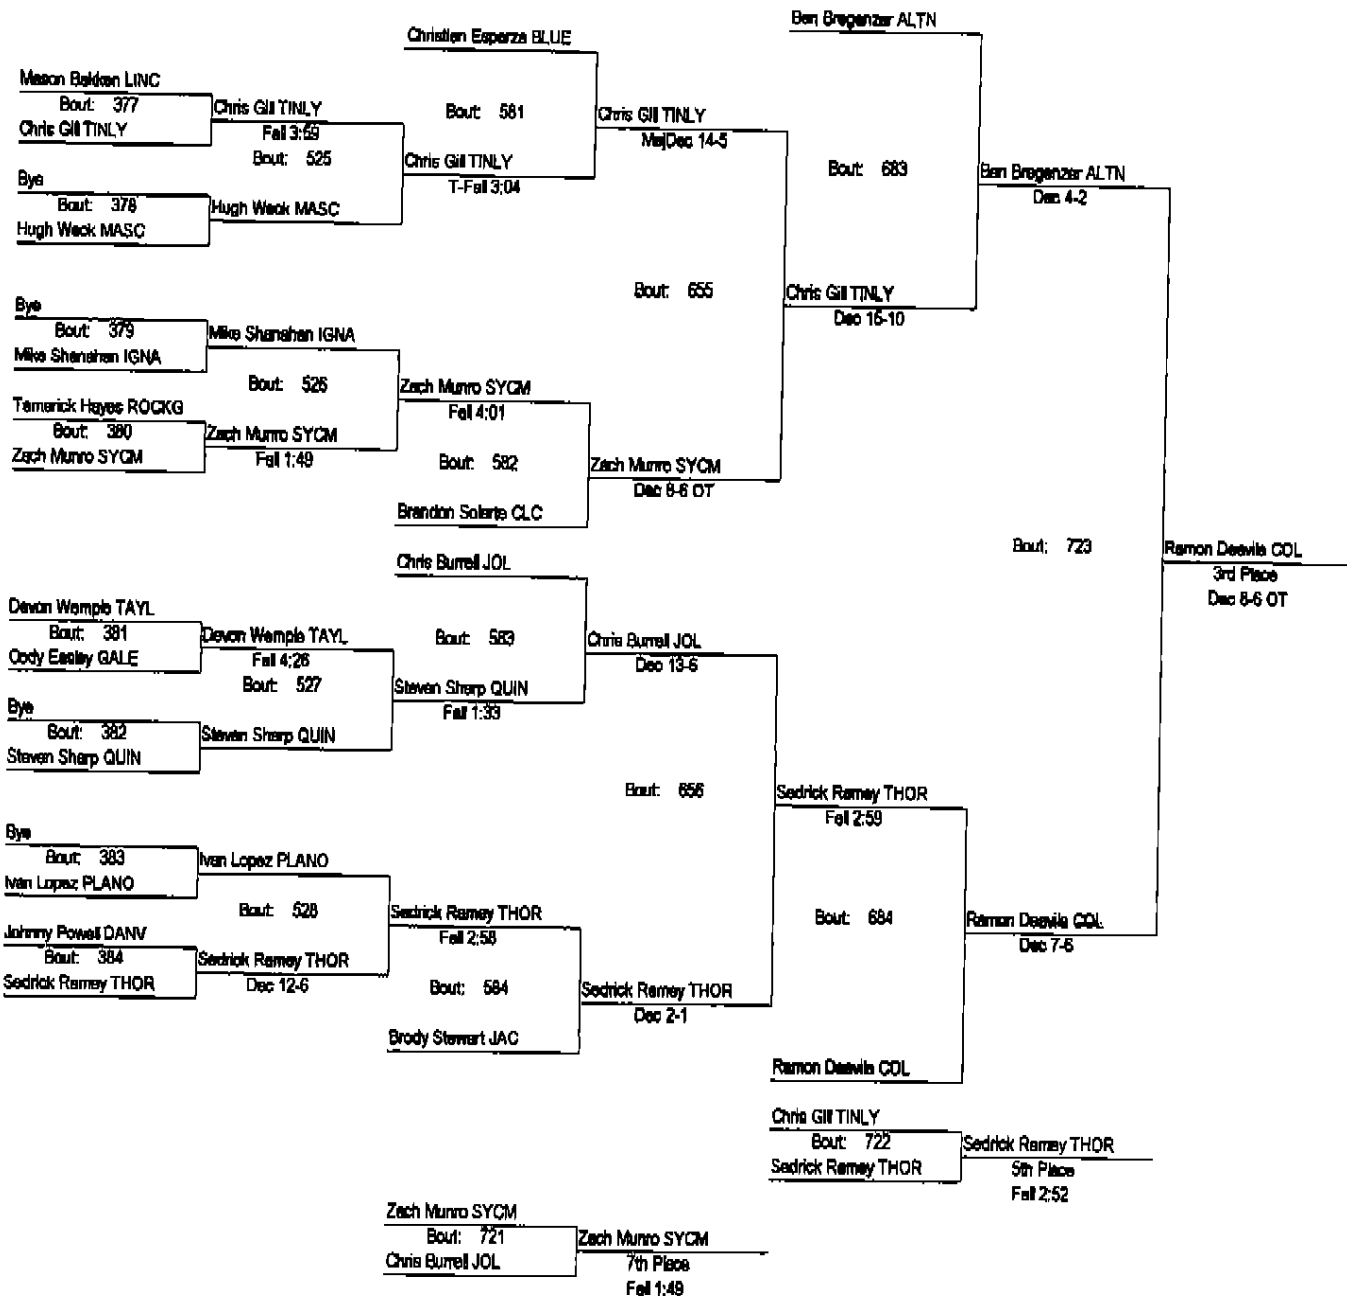 Ben Bregenzer ALTN
Christian Esparza BLUE
Mason Bakken LINC
Bout: 377
Chris Gill TINLY
Chris Gill TINLY
Fall 3:59
Bout: 525
Bye
Bout: 378
Hugh Weck MASC
Hugh Weck MASC
Chris Gill TINLY
T-Fall 3:04
Bout: 581
Chris Gill TINLY
MajDec 14-5
Bout: 683
Ben Bregenzer ALTN
Dec 4-2
Bout: 655
Chris Gill TINLY
Dec 15-10
Bye
Bout: 379
Mike Shanahan IGNA
Mike Shanahan IGNA
Bout: 526
Tamarick Hayes ROCKG
Bout: 380
Zach Munro SYCM
Zach Munro SYCM
Fall 1:49
Zach Munro SYCM
Fall 4:01
Bout: 582
Brandon Solarte CLC
Zach Munro SYCM
Dec 8-6 OT
Bout: 723
Ramon Deavila COL
3rd Place
Dec 8-6 OT
Chris Burrell JOL
Devon Wemple TAYL
Bout: 381
Cody Easley GALE
Devon Wemple TAYL
Fall 4:26
Bout: 527
Bye
Bout: 382
Steven Sharp QUIN
Steven Sharp QUIN
Bout: 583
Steven Sharp QUIN
Fall 1:33
Chris Burrell JOL
Dec 13-6
Bout: 656
Sedrick Ramey THOR
Fall 2:59
Bye
Bout: 383
Ivan Lopez PLANO
Ivan Lopez PLANO
Bout: 528
Johnny Powell DANV
Bout: 384
Sedrick Ramey THOR
Sedrick Ramey THOR
Dec 12-6
Sedrick Ramey THOR
Fall 2:58
Bout: 584
Brody Stewart JAC
Sedrick Ramey THOR
Dec 2-1
Bout: 684
Ramon Deavila COL
Dec 7-6
Ramon Deavila COL
Chris Gill TINLY
Bout: 722
Sedrick Ramey THOR
Sedrick Ramey THOR
5th Place
Fall 2:52
Zach Munro SYCM
Bout: 721
Chris Burrell JOL
Zach Munro SYCM
7th Place
Fall 1:49